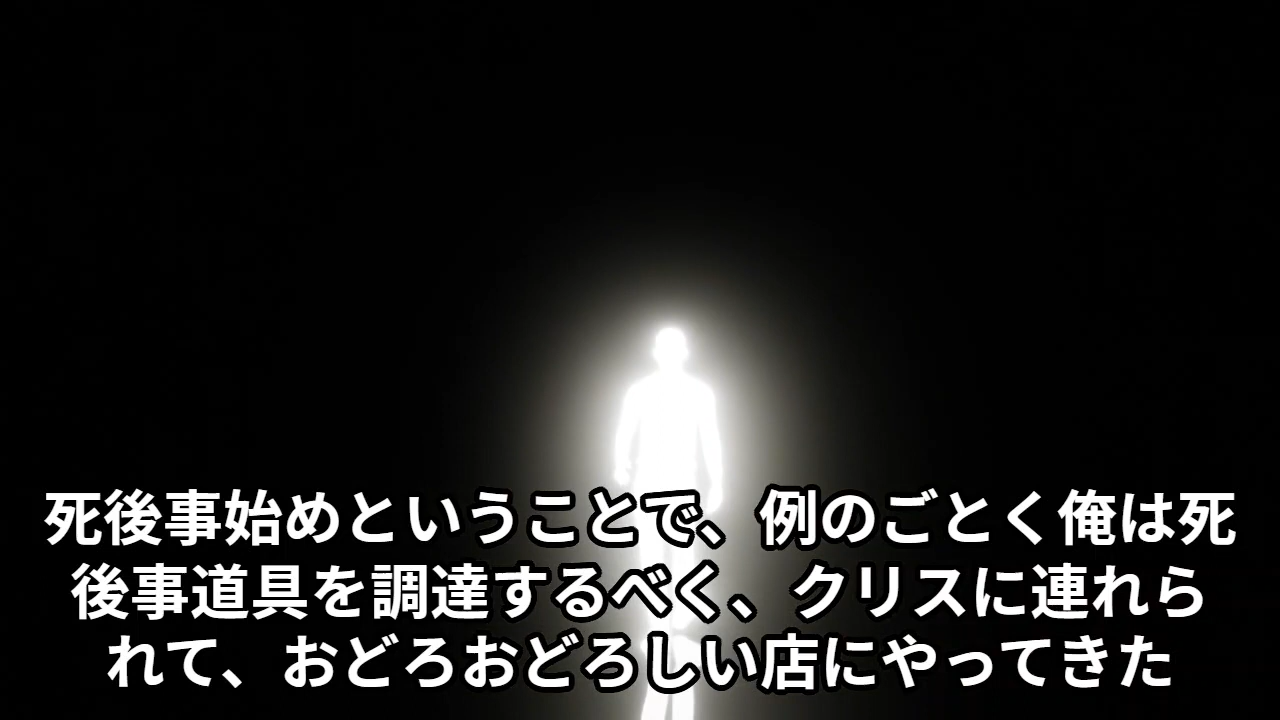 死後事始めということで、例のごとく俺は死
後事道具を調達するべく、クリスに連れら
れて、おどろおどろしい店にやってきた